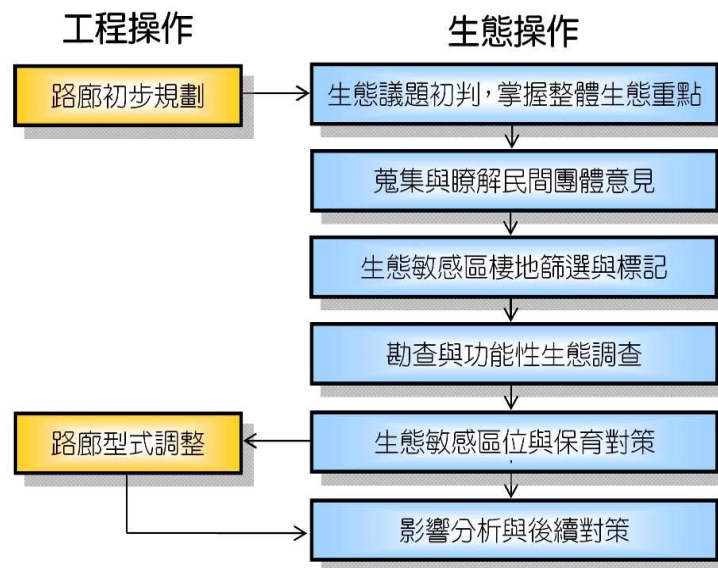 工程操作 生態操作
路廊初步規劃 生態議題初判，掌握整體生態重點
蒐集與瞭解民間團體意見
生態敏感區棲地篩選與標記
勘查與功能性生態調查
路廊型式調整 生態敏感區位與保育對策
影響分析與後續對策